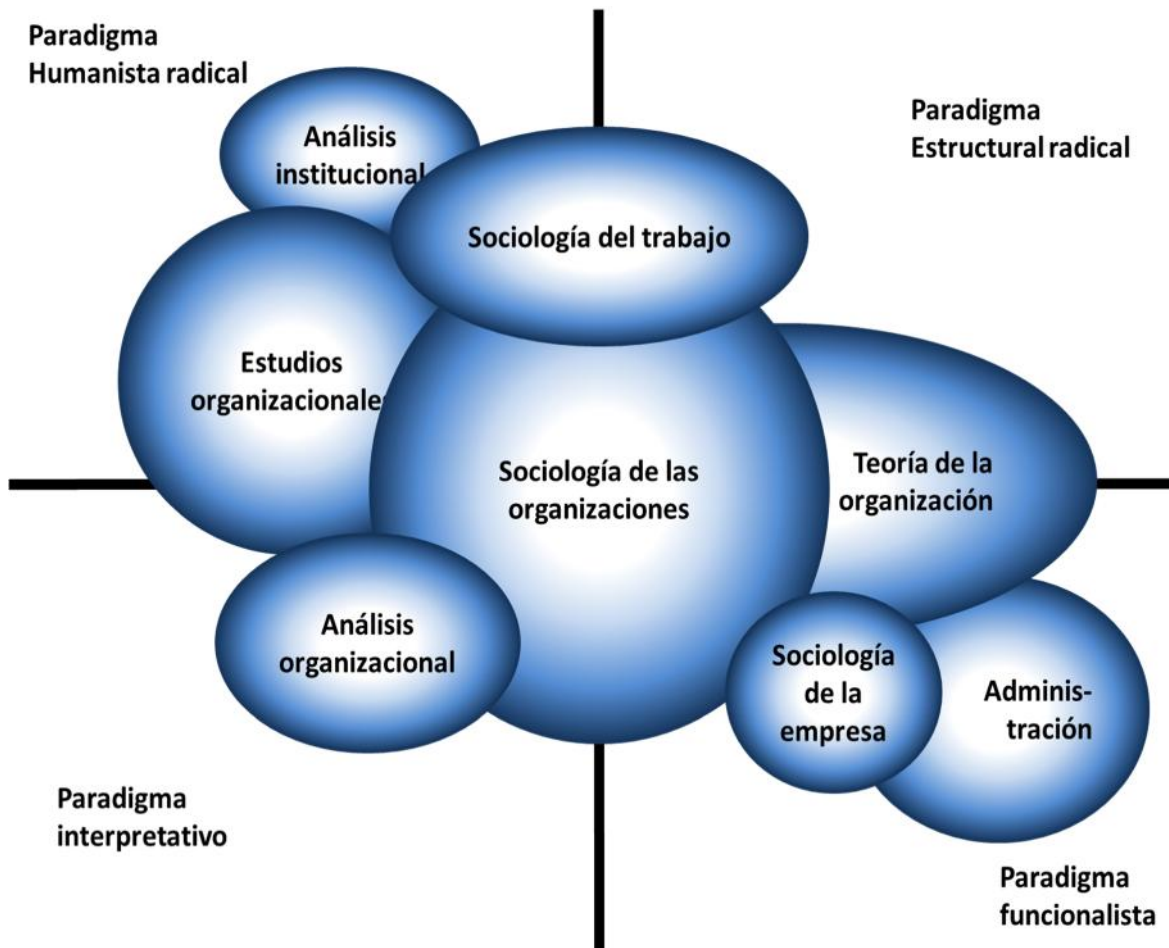 Paradigma
Humanista radical
Paradigma
Estructural radical
Análisis
institucional
Sociología del trabajo
Estudios
organizacionales
Sociología de las
organizaciones
Teoría de la
organización
Análisis
organizacional
Sociología
de la
empresa
Adminis-
tración
Paradigma
interpretativo
Paradigma
funcionalista